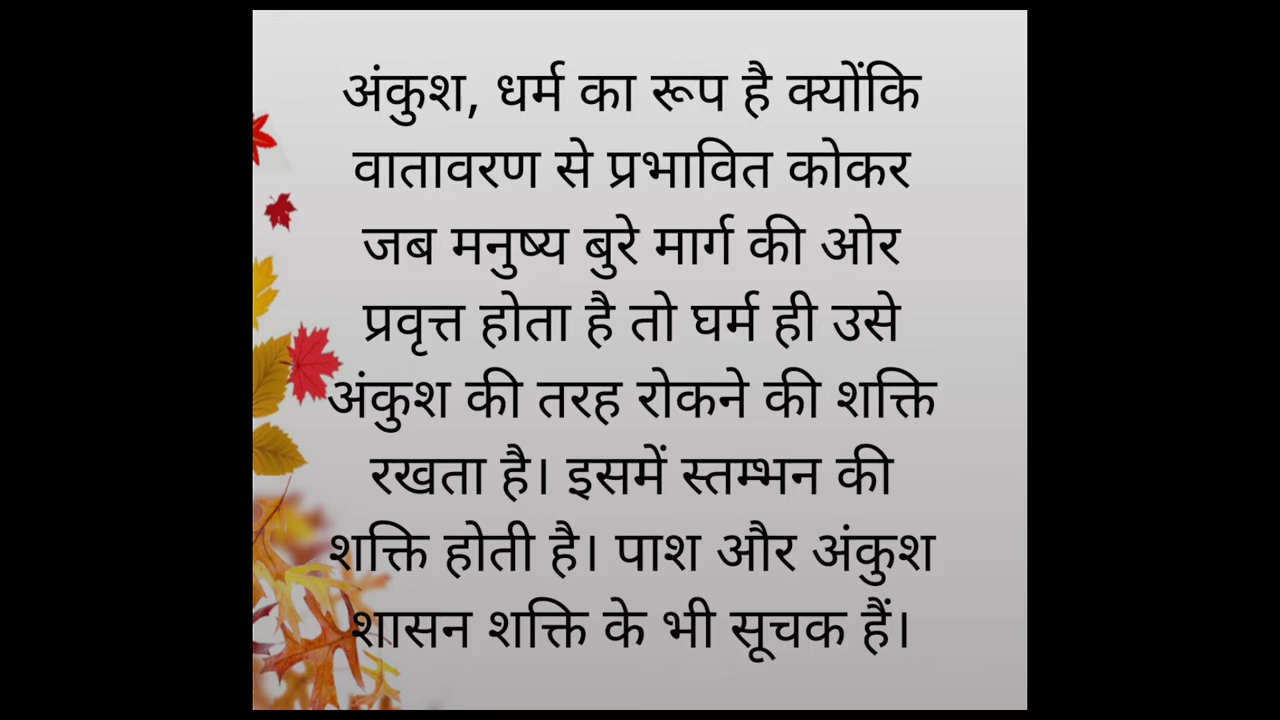 अंकुश, धर्म का रूप है क्योंकि
वातावरण से प्रभावित कोकर
जब मनुष्य बुरे मार्ग की ओर
प्रवृत्त होता है तो घर्म ही उसे
अंकुश की तरह रोकने की शक्ति
रखता है। इसमें स्तम्भन की
शक्ति होती है। पाश और अंकुश
शासन शक्ति के भी सूचक हैं।